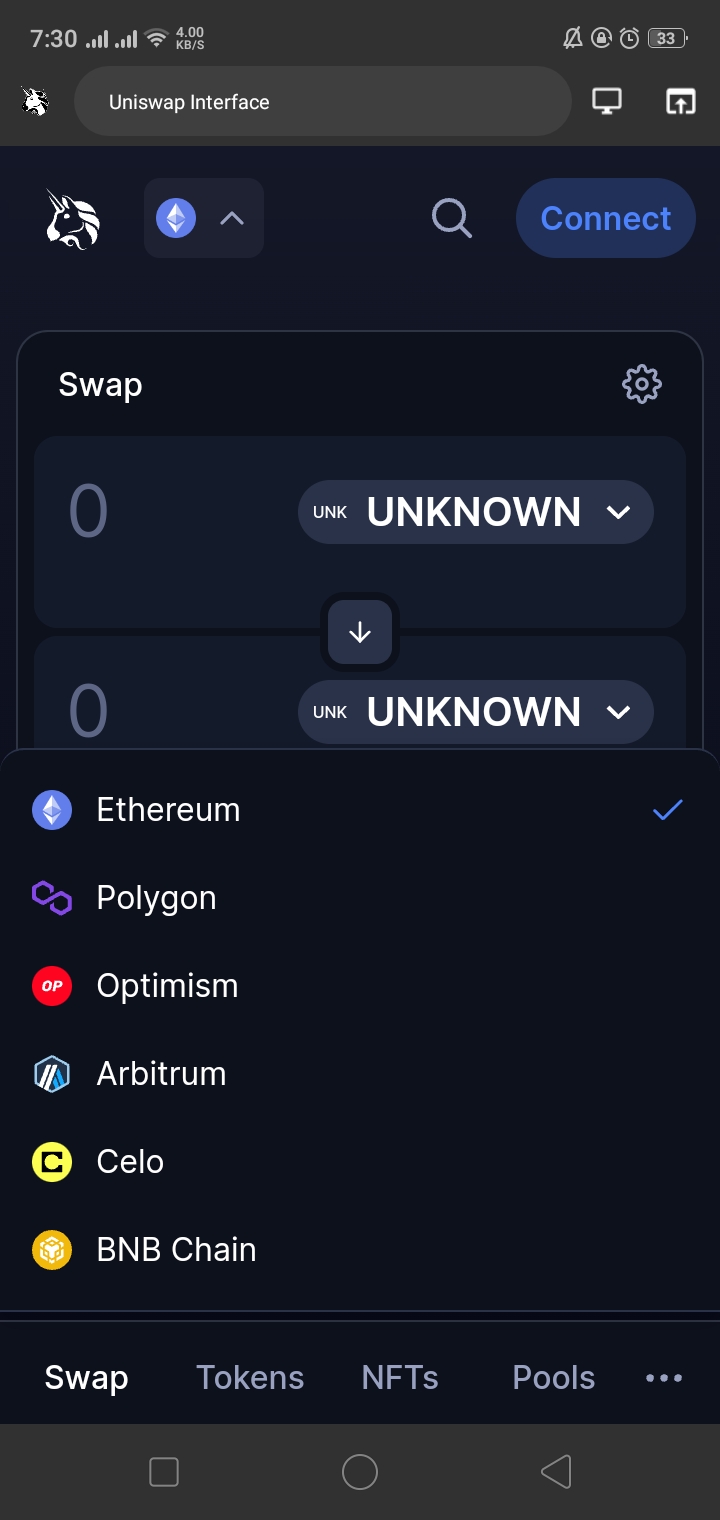 7:30 4.00 KB/S 33
Uniswap Interface
Connect
Swap
0 UNK UNKNOWN
0 UNK UNKNOWN
Ethereum
Polygon
OP Optimism
Arbitrum
Celo
BNB Chain
Swap Tokens NFTs Pools